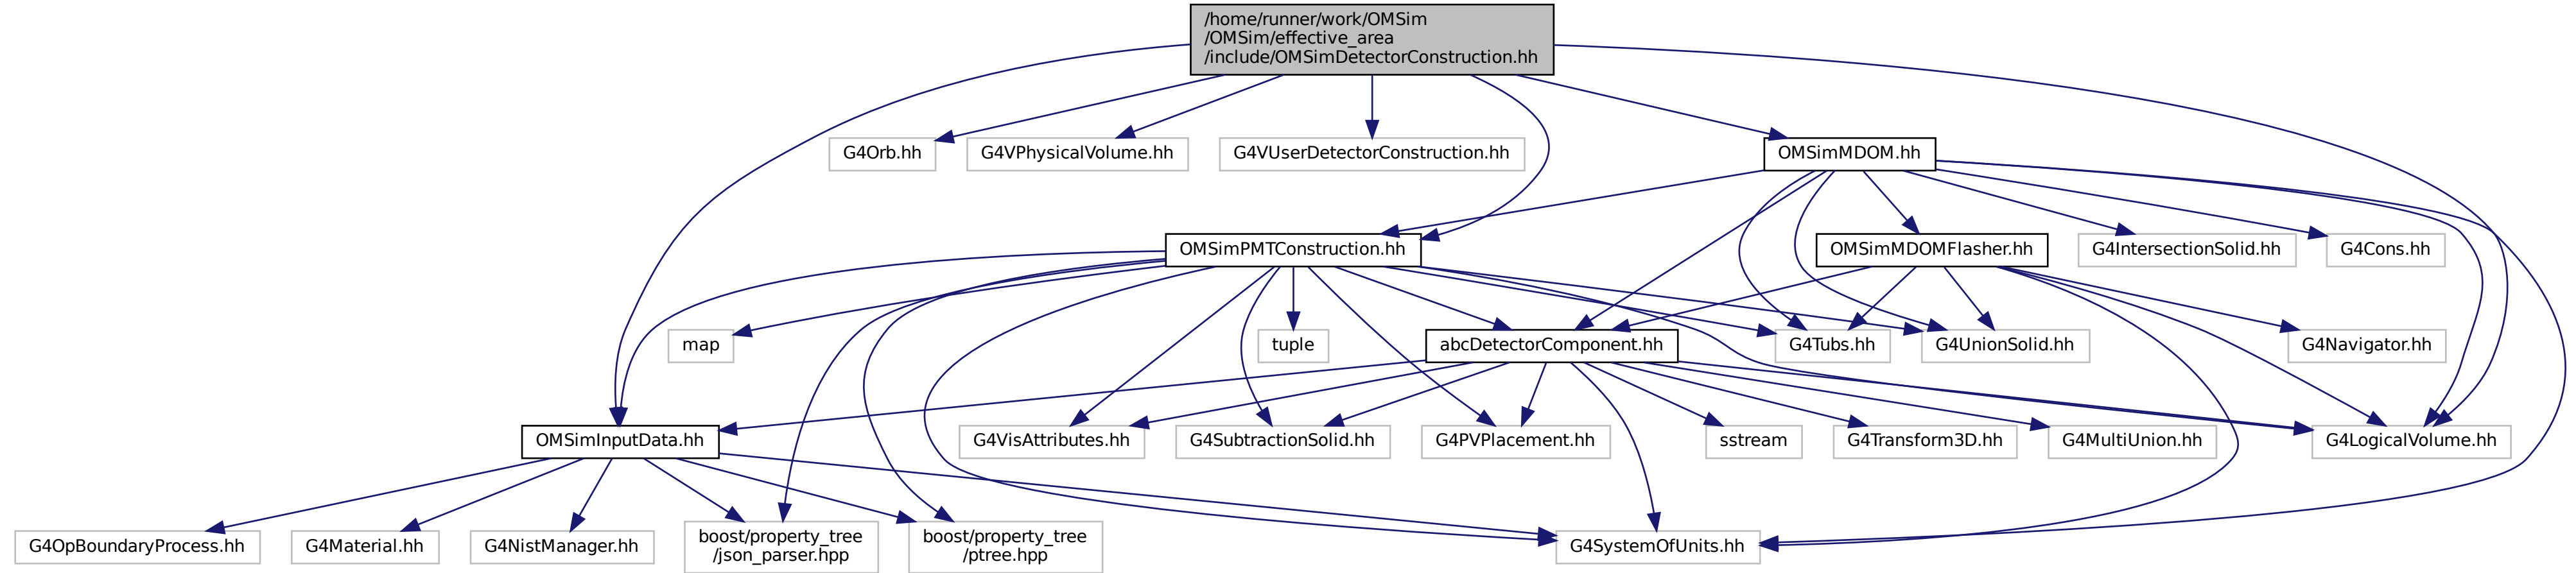 /home/runner/work/OMSim
/OMSim/effective_area
/include/OMSimDetectorConstruction.hh
G4Orb.hh
G4VPhysicalVolume.hh
G4VUserDetectorConstruction.hh
OMSimMDOM.hh
OMSimPMTConstruction.hh
OMSimMDOMFlasher.hh
G4IntersectionSolid.hh
G4Cons.hh
map
tuple
abcDetectorComponent.hh
G4Tubs.hh
G4UnionSolid.hh
G4Navigator.hh
OMSimInputData.hh
G4VisAttributes.hh
G4SubtractionSolid.hh
G4PVPlacement.hh
sstream
G4Transform3D.hh
G4MultiUnion.hh
G4LogicalVolume.hh
G4OpBoundaryProcess.hh
G4Material.hh
G4NistManager.hh
boost/property_tree
/json_parser.hpp
boost/property_tree
/ptree.hpp
G4SystemOfUnits.hh